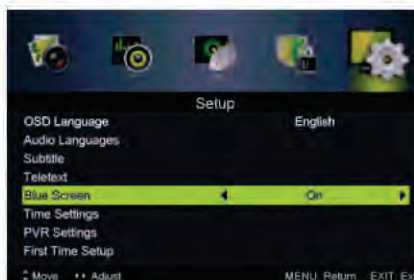 Setup
OSD Language English
Audio Languages
Subtitle
Teletext
Blue Screen On
Time Settings
PVR Settings
First Time Setup
Move Adjust MENU Return EXIT Ex